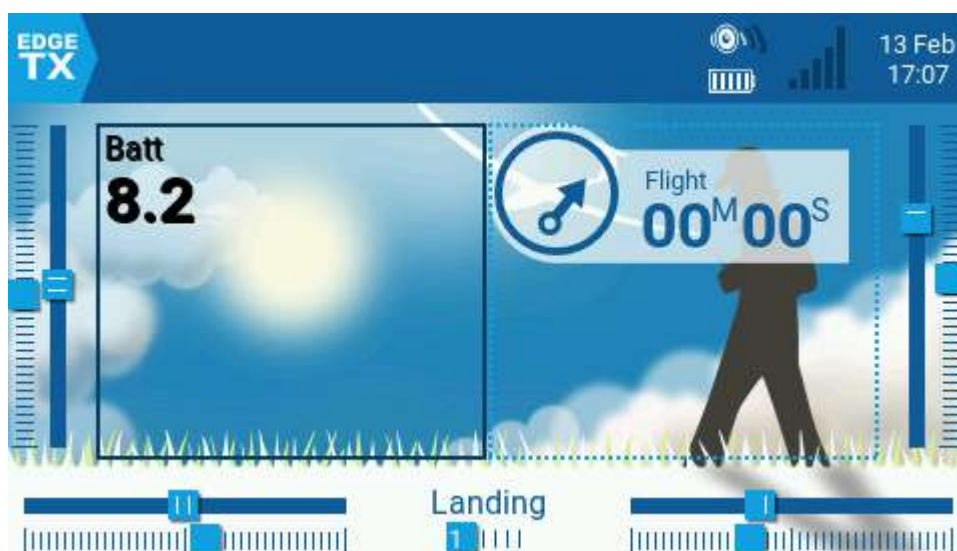 EDGE
TX
13 Feb
17:07
Batt
8.2
Flight
00M00S
Landing
1